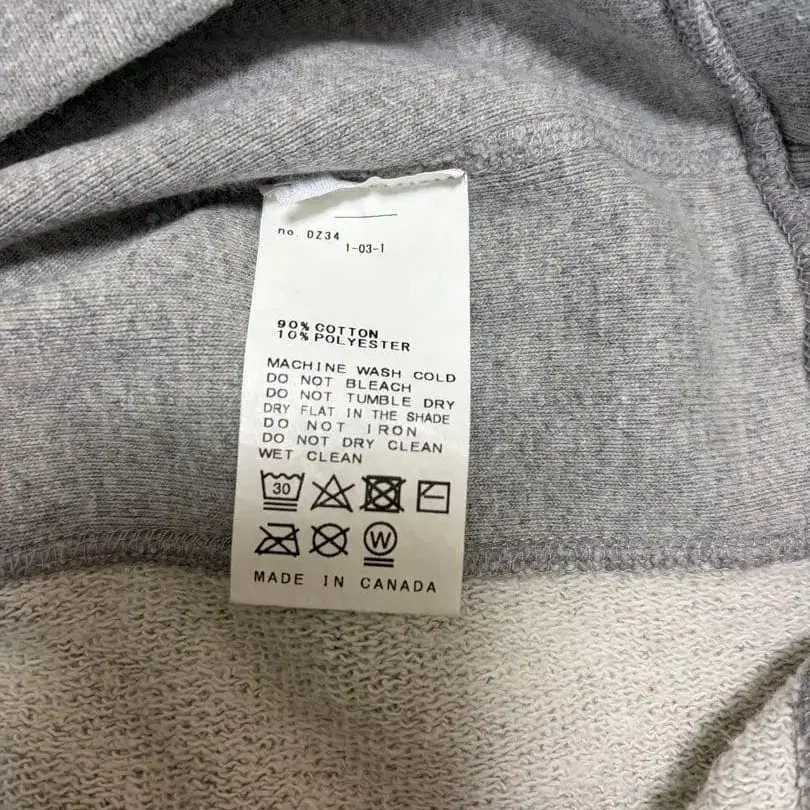 no. DZ34
1-03-1
90% COTTON
10% POLYESTER
MACHINE WASH COLD
DO NOT BLEACH
DO NOT TUMBLE DRY
DRY FLAT IN THE SHADE
DO NOT IRON
DO NOT DRY CLEAN
WET CLEAN
30
W
MADE IN CANADA